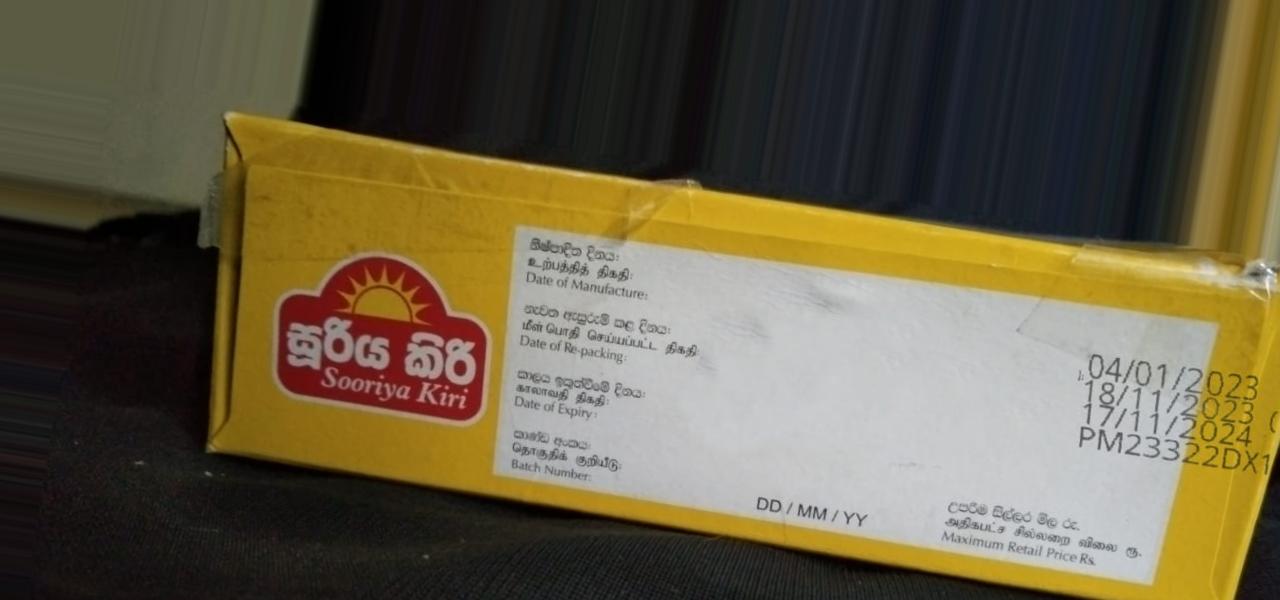 සූරිය කිරි
Sooriya Kiri
නිෂ්පාදිත දිනය:
உற்பத்தித் திகதி:
Date of Manufacture:
නැවත ඇසුරුම් කළ දිනය:
மீள் பொதி செய்யப்பட்ட திகதி:
Date of Re-packing:
කාලය ඉකුත්වීමේ දිනය:
காலாவதி திகதி:
Date of Expiry:
කාණ්ඩ අංකය:
தொகுதிக் குறியீடு:
Batch Number:
04/01/2023
18/11/2023
17/11/2024
PM23322DX1
DD / MM / YY
උපරිම සිල්ලර මිල රු.
அதிகபட்ச சில்லறை விலை ரூ.
Maximum Retail Price Rs.